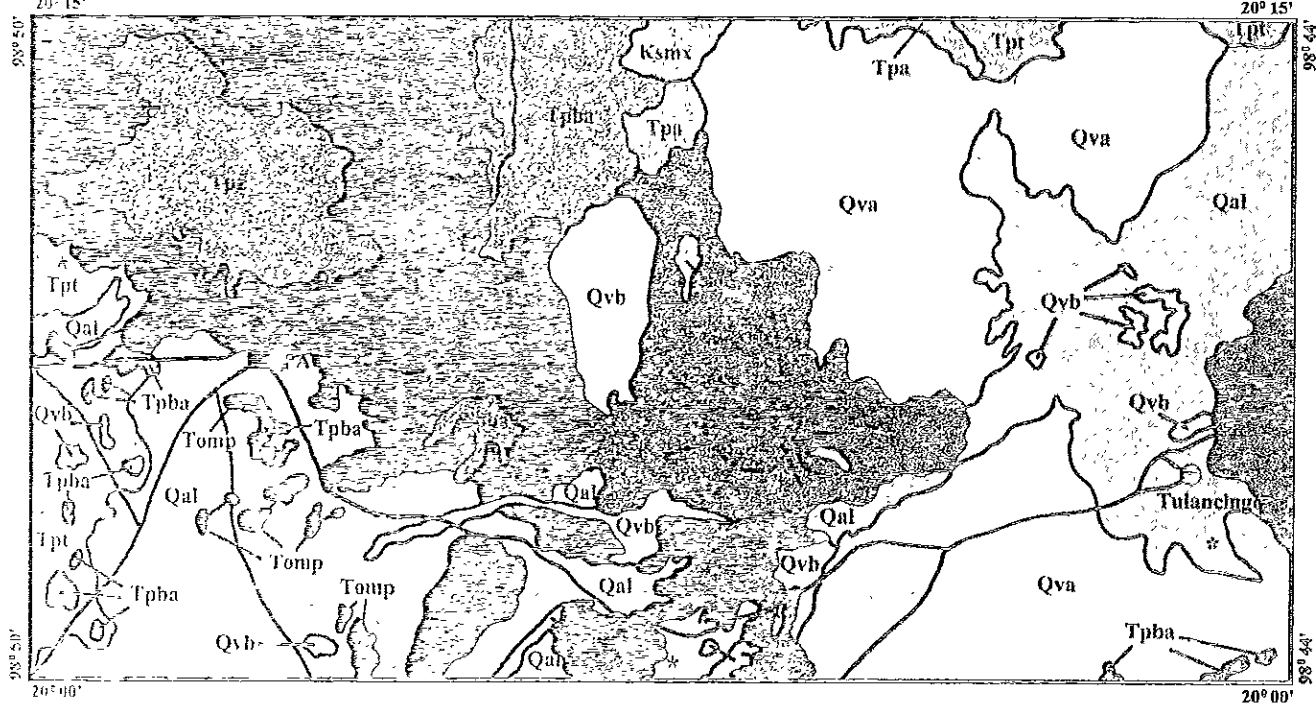 20° 15'
20° 15'
98° 50'
98° 44'
Ksmx
Tpt
Tpt
Tpa
Tpba
Tpa
Qva
Qva
Qal
Tpt
Qvb
Qvb
Qal
Qvb
Tpba
Tpba
Qvb
Tomp
Tpba
Qal
Qal
Tulancingo
Qvb
Qal
Tpt
Tomp
Qvb
Tpba
Tomp
Qal
Qva
Qvb
Qal
Tpba
98° 50'
98° 44'
20° 00'
20° 00'